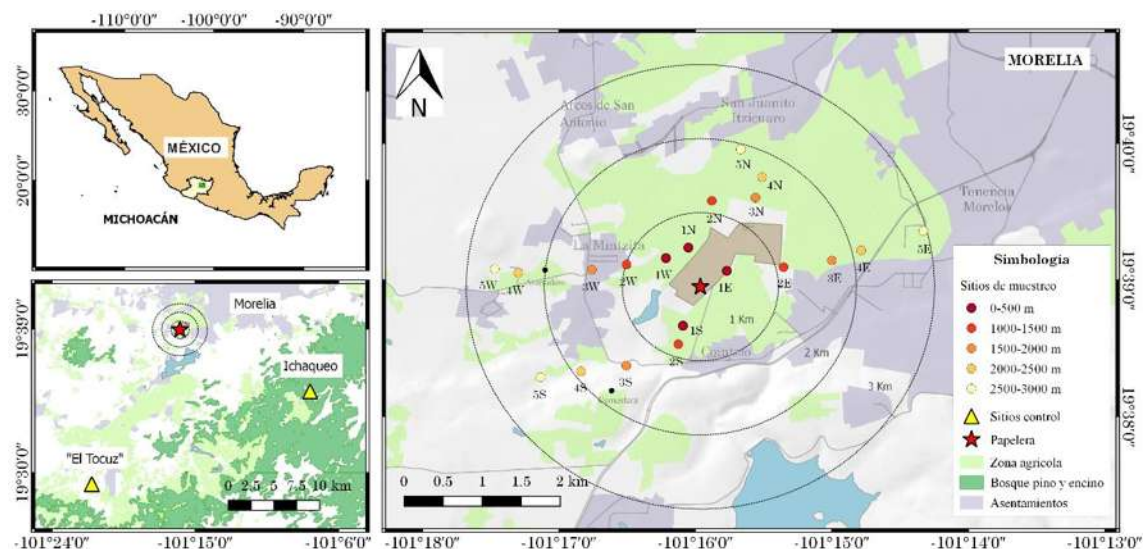 -110°0'0" -100°0'0" -90°0'0"
30°0'0"
20°0'0"
MÉXICO
MICHOACÁN
19°39'0"
19°30'0"
Morelia
Ichaqueo
"El Tocuz"
0 2.5 5 7.5 10 km
-101°24'0" -101°15'0" -101°6'0"
N
MORELIA
Arcos de San
Antonio
San Juanito
Itzicuaro
Tenencia
Morelos
La Mintzita
5N
4N
3N
2N
1N
1W
2W
3W
4W
5W
1E
2E
3E
4E
5E
1S
2S
3S
4S
5S
1 Km
2 Km
3 Km
0 0.5 1 1.5 2 km
19°40'0"
19°39'0"
19°38'0"
-101°18'0" -101°17'0" -101°16'0" -101°15'0" -101°14'0" -101°13'0"
Simbología
Sitios de muestreo
0-500 m
1000-1500 m
1500-2000 m
2000-2500 m
2500-3000 m
Sitios control
Papelera
Zona agrícola
Bosque pino y encino
Asentamientos